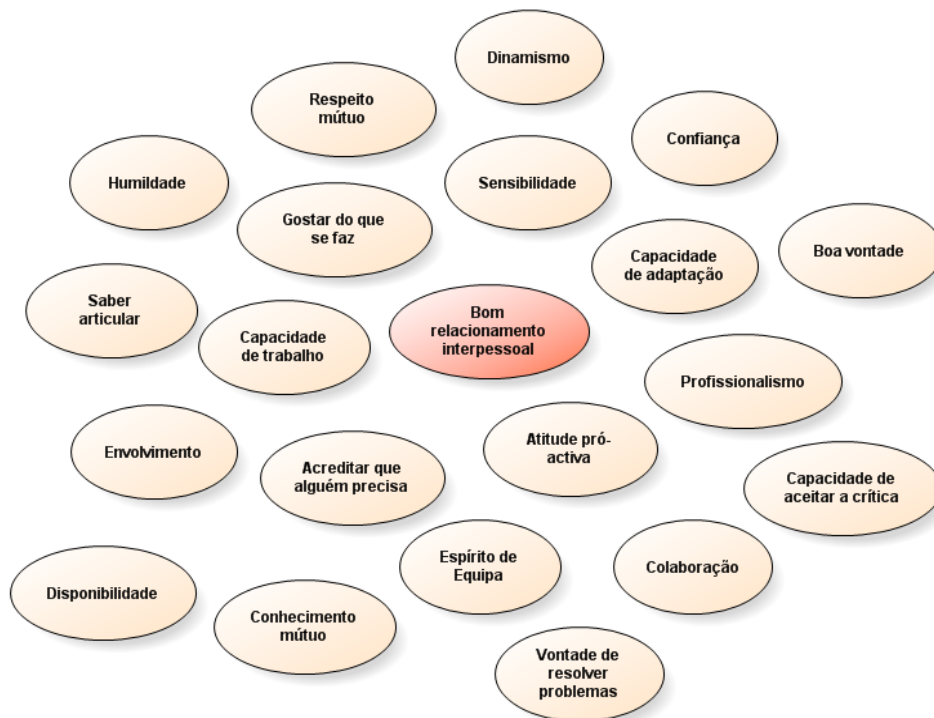 Dinamismo
Respeito
mútuo
Confiança
Humildade
Sensibilidade
Gostar do que
se faz
Boa vontade
Capacidade
de adaptação
Saber
articular
Bom
relacionamento
interpessoal
Capacidade
de trabalho
Profissionalismo
Envolvimento
Atitude pró-
activa
Acreditar que
alguém precisa
Capacidade de
aceitar a crítica
Espírito de
Equipa
Colaboração
Disponibilidade
Conhecimento
mútuo
Vontade de
resolver
problemas